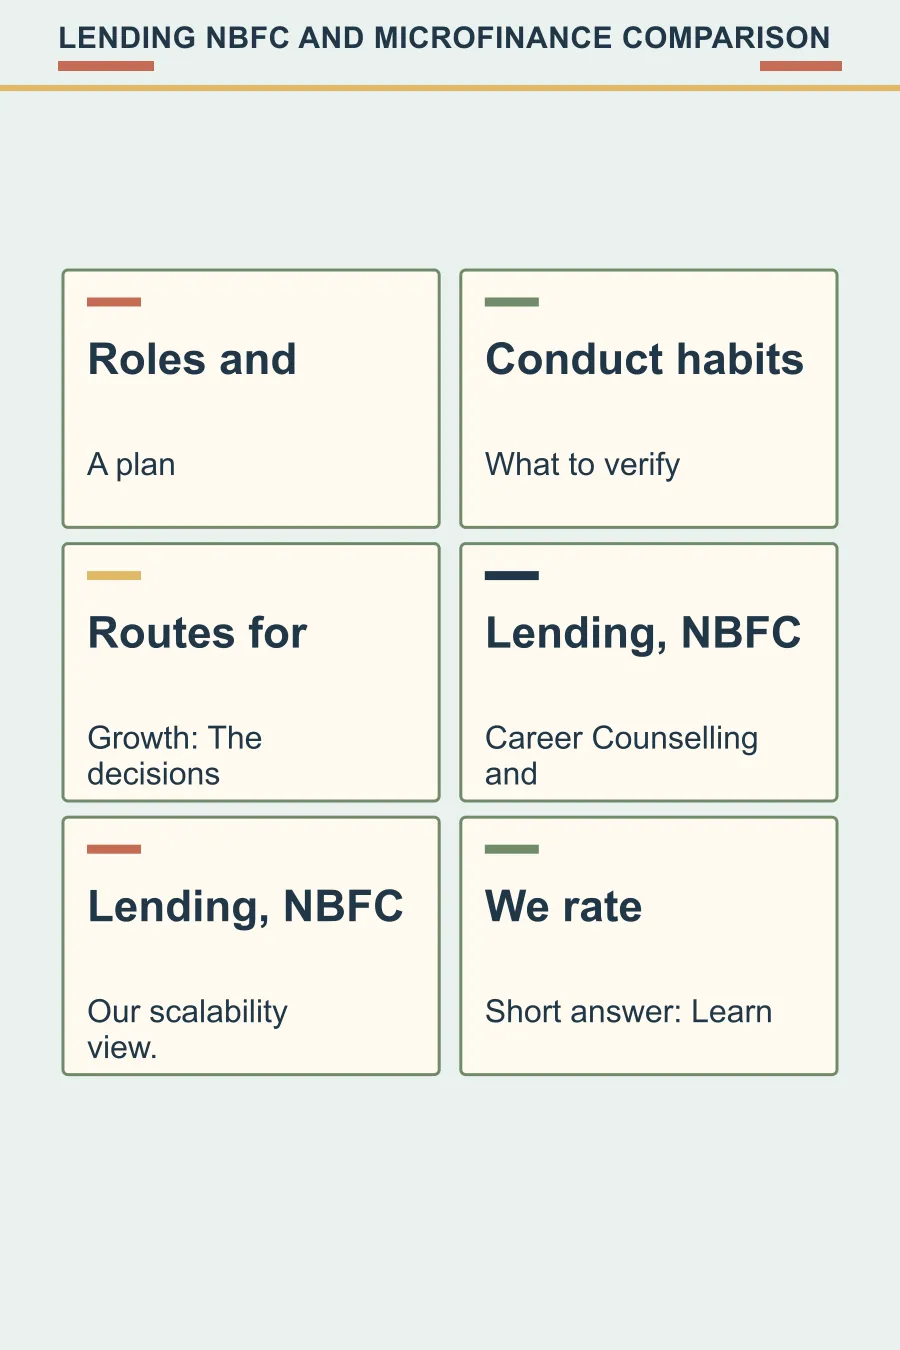 LENDING NBFC AND MICROFINANCE COMPARISON
Roles and
A plan
Conduct habits
What to verify
Routes for
Growth: The
decisions
Lending, NBFC
Career Counselling
and
Lending, NBFC
Our scalability
view.
We rate
Short answer: Learn